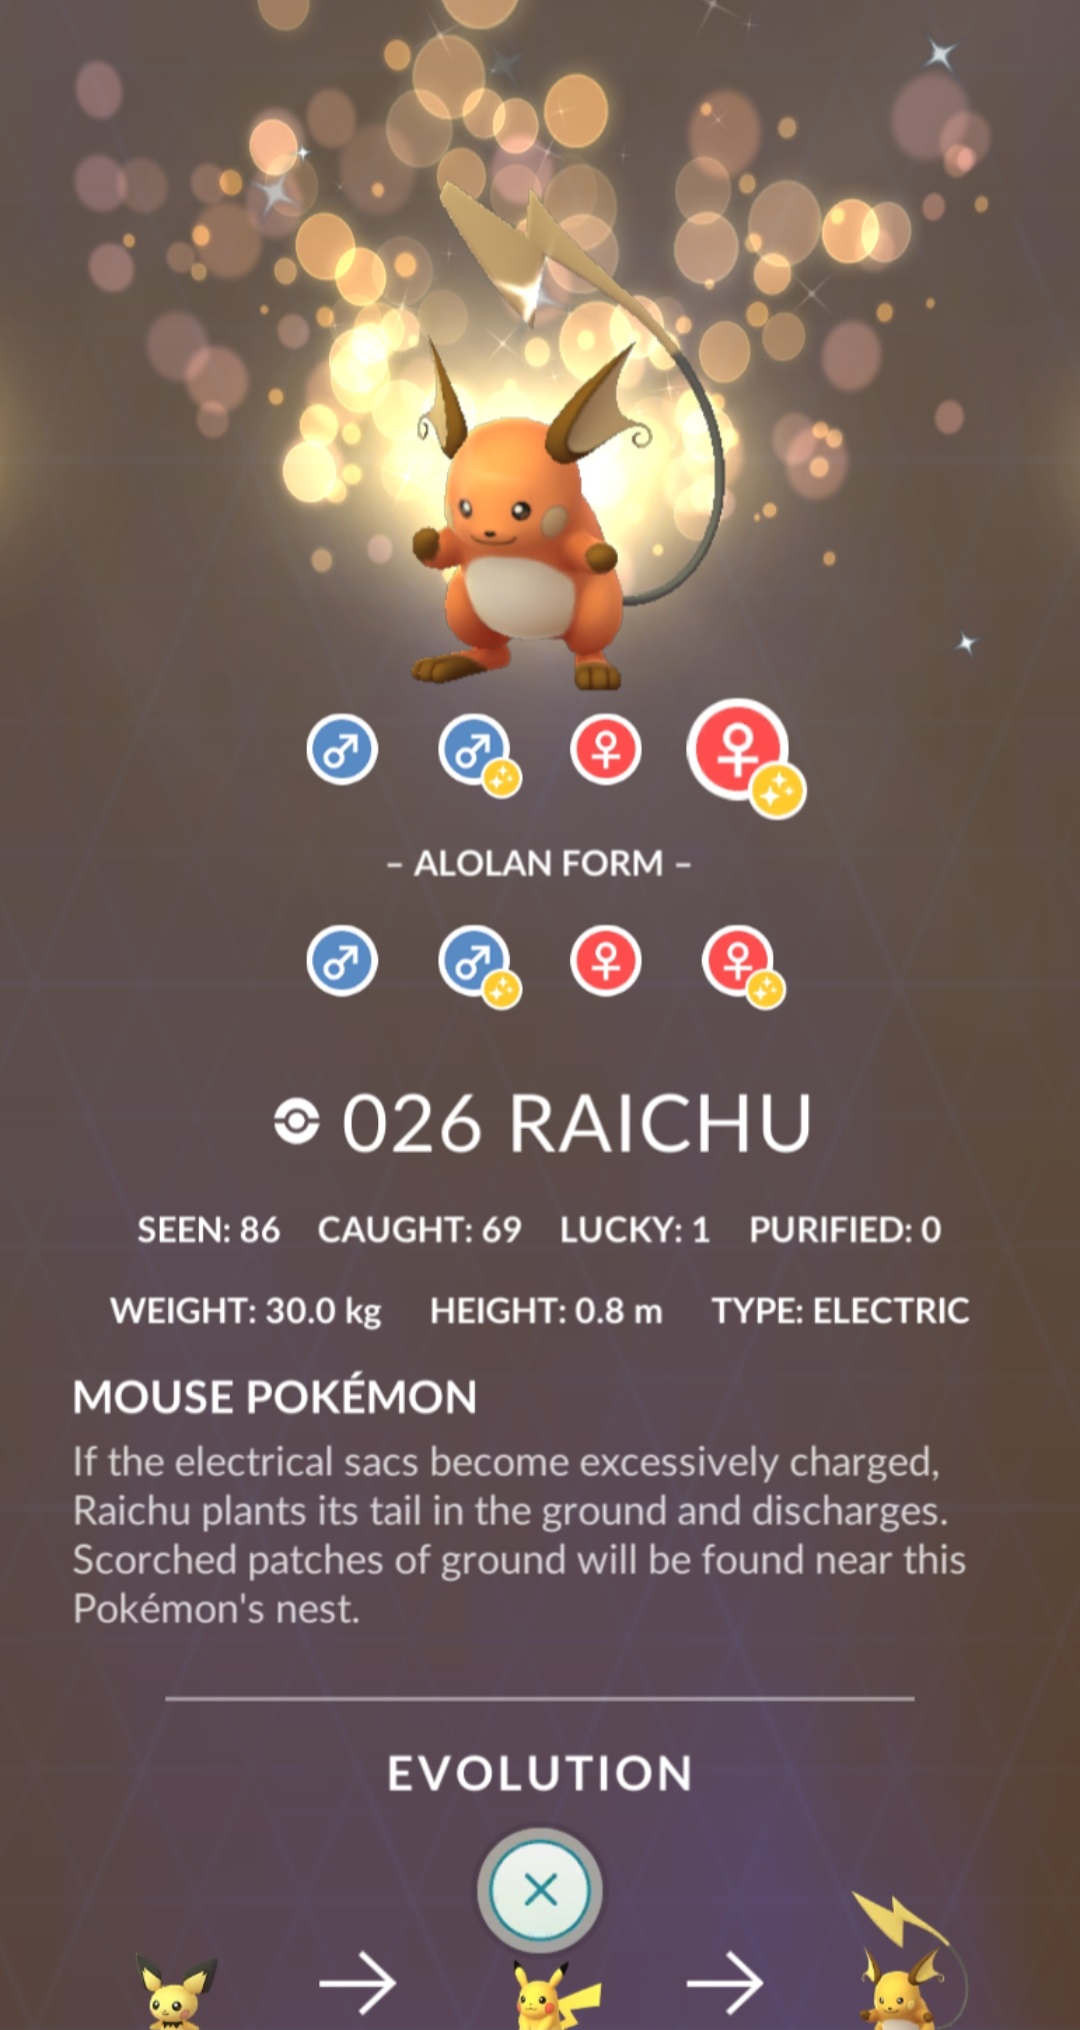 – ALOLAN FORM –
026 RAICHU
SEEN: 86 CAUGHT: 69 LUCKY: 1 PURIFIED: 0
WEIGHT: 30.0 kg HEIGHT: 0.8 m TYPE: ELECTRIC
MOUSE POKÉMON
If the electrical sacs become excessively charged,
Raichu plants its tail in the ground and discharges.
Scorched patches of ground will be found near this
Pokémon's nest.
EVOLUTION